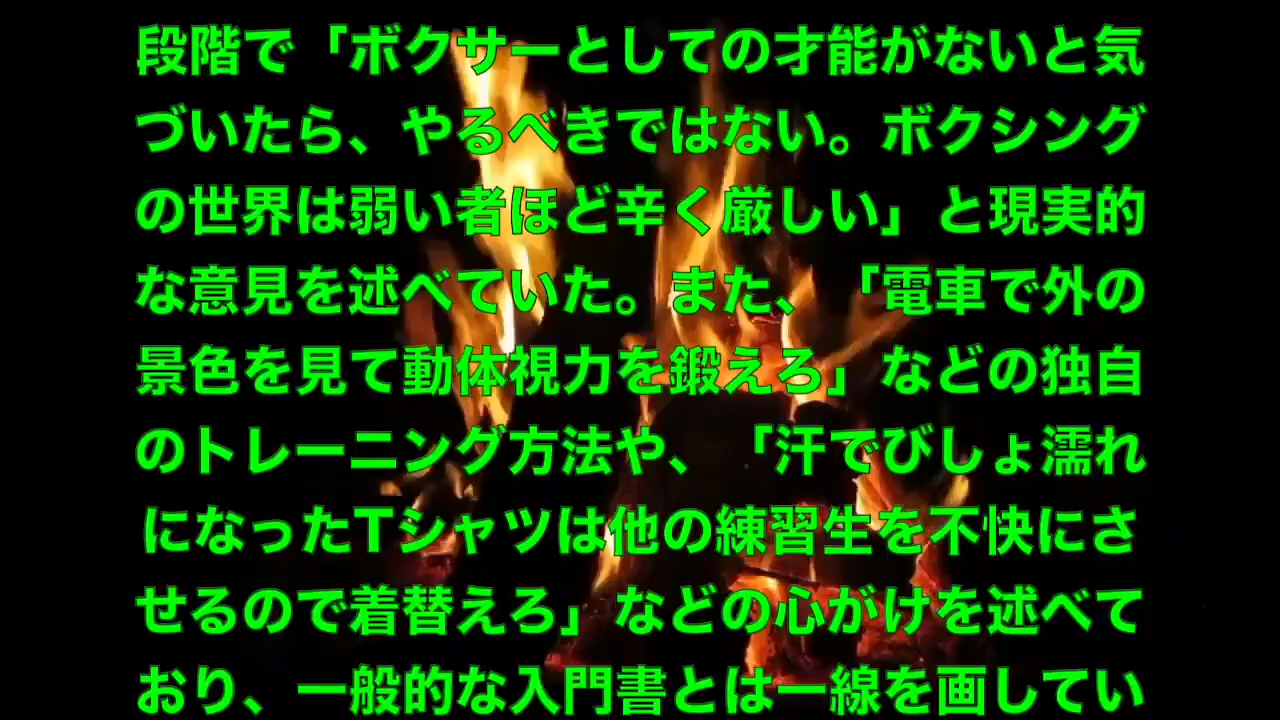 段階で「ボクサーとしての才能がないと気
づいたら、やるべきではない。ボクシング
の世界は弱い者ほど辛く厳しい」と現実的
な意見を述べていた。また、「電車で外の
景色を見て動体視力を鍛えろ」などの独自
のトレーニング方法や、「汗でびしょ濡れ
になったTシャツは他の練習生を不快にさ
せるので着替えろ」などの心がけを述べて
おり、一般的な入門書とは一線を画してい